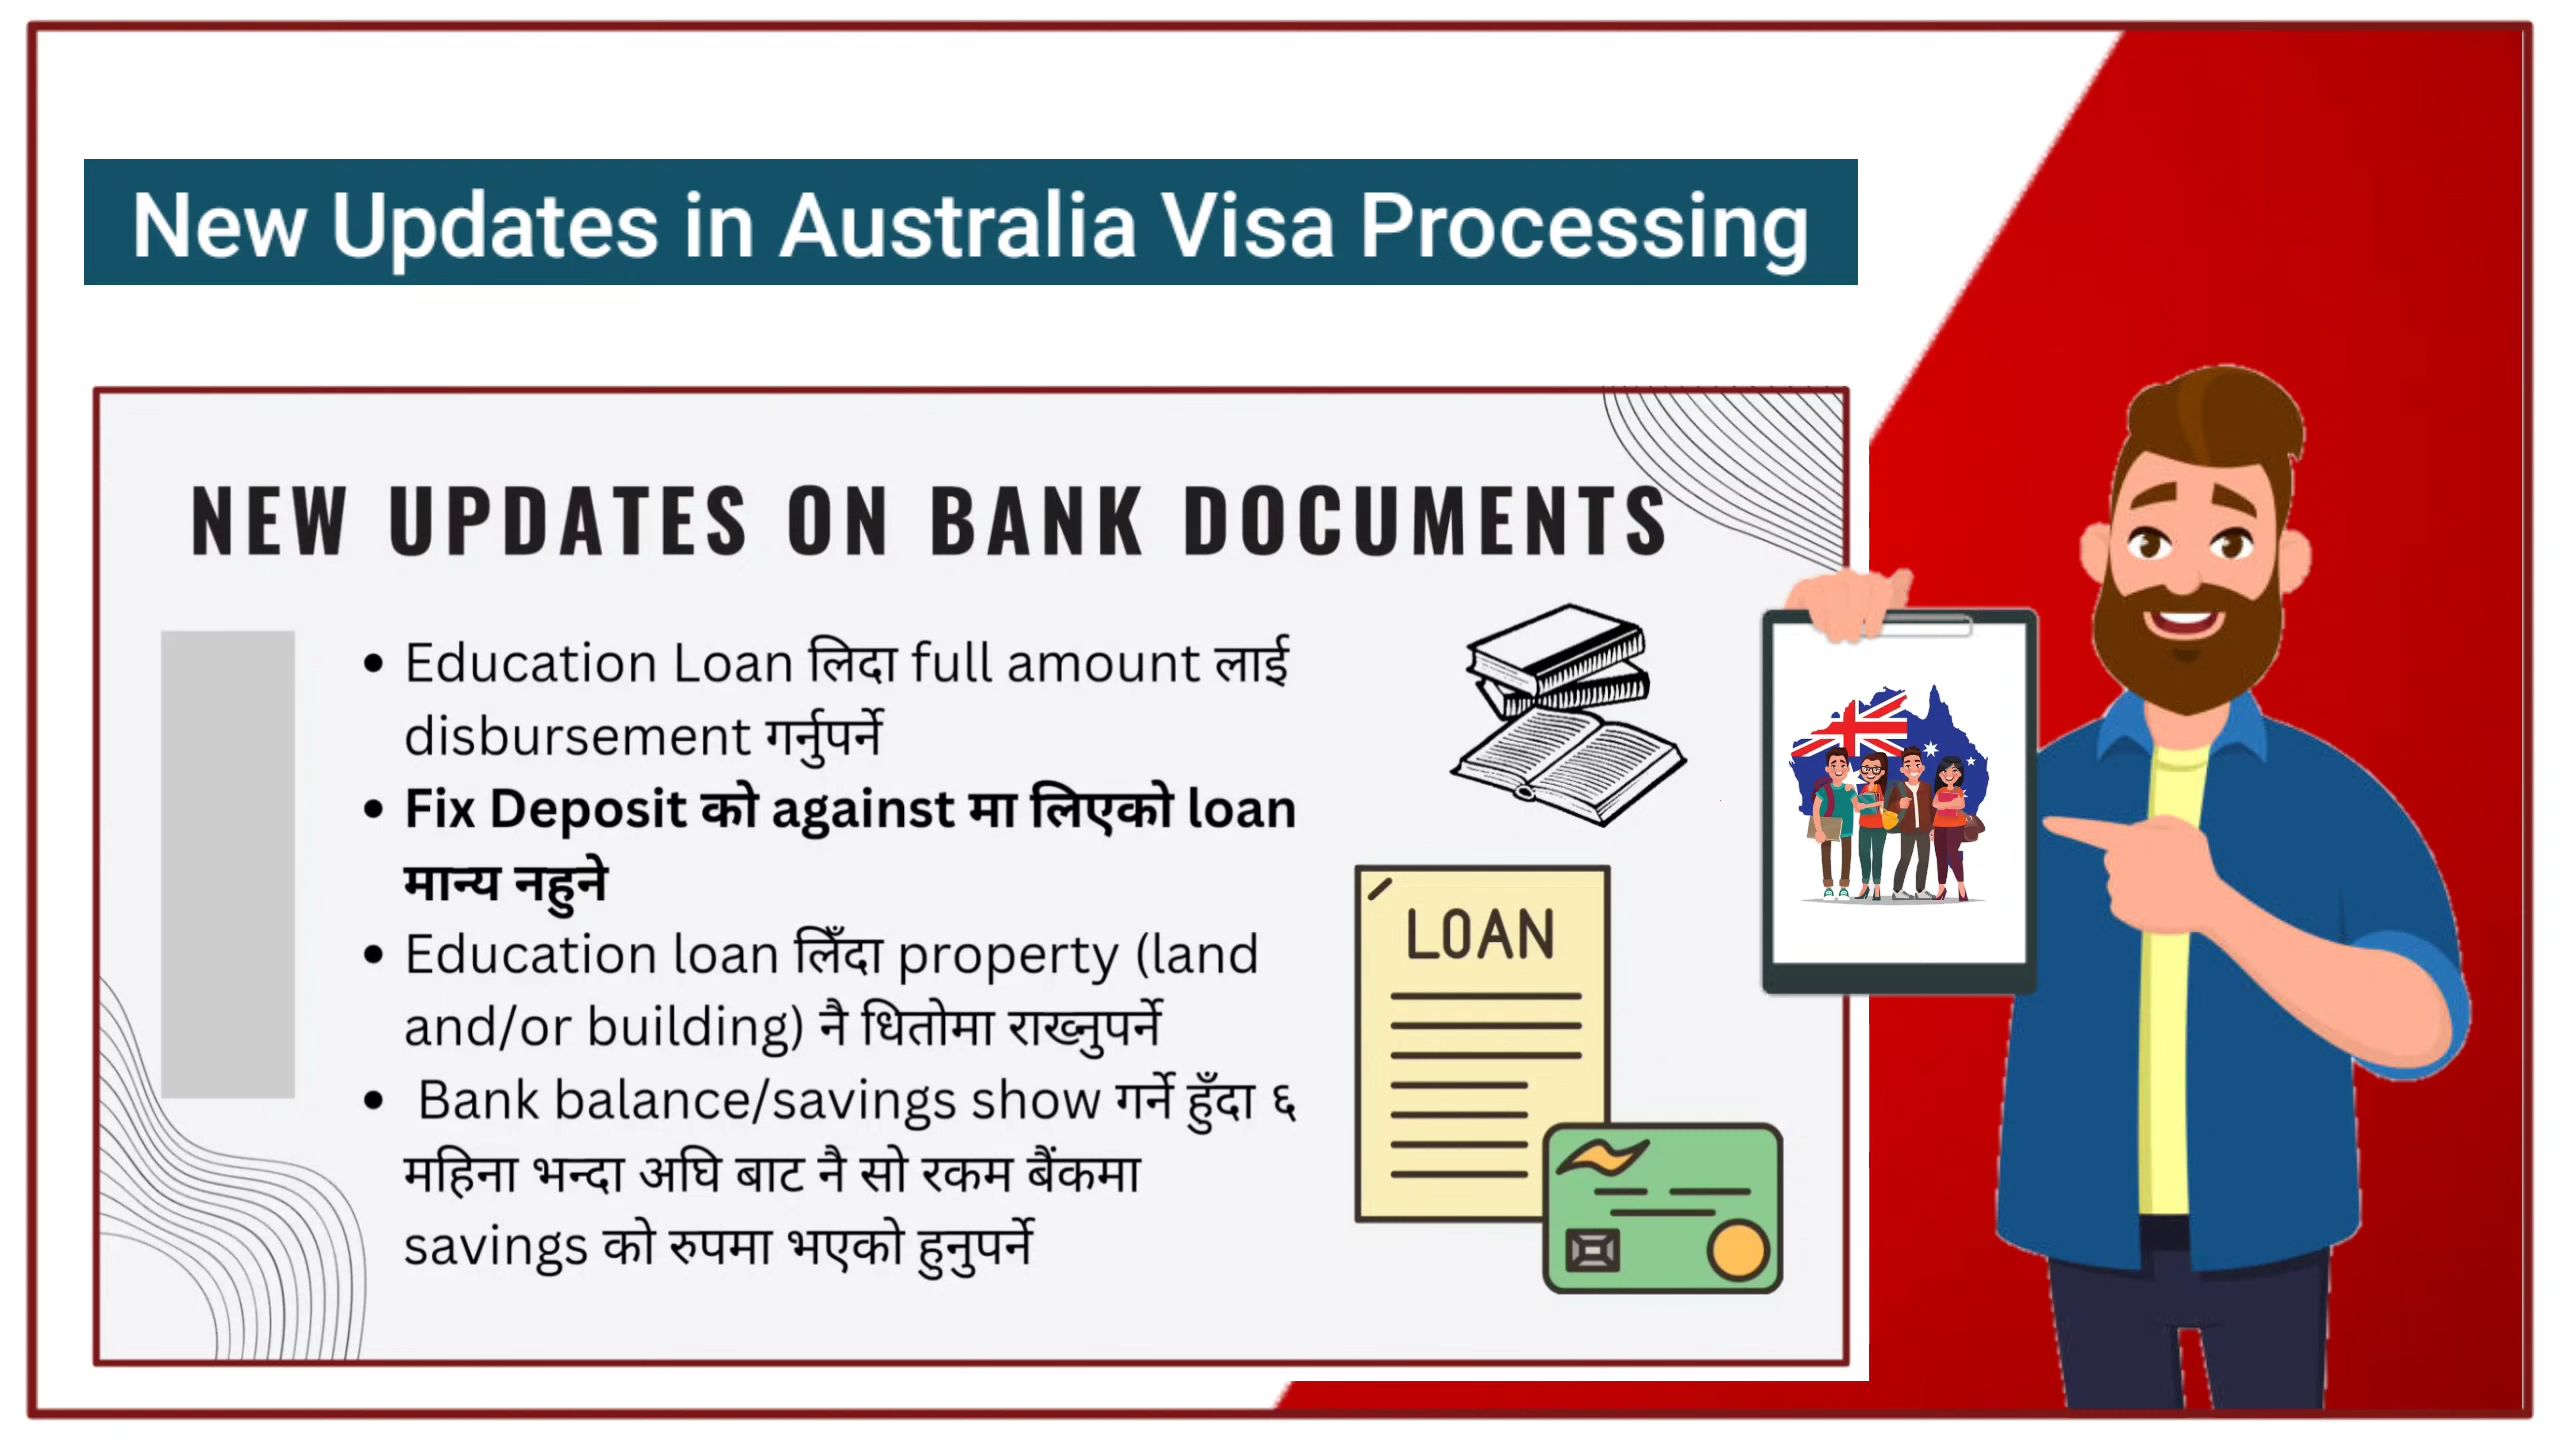 New Updates in Australia Visa Processing
NEW UPDATES ON BANK DOCUMENTS
• Education Loan लिदा full amount लाई
disbursement गर्नुपर्ने
• Fix Deposit को against मा लिएको loan
मान्य नहुने
• Education loan लिँदा property (land
and/or building) नै धितोमा राख्नुपर्ने
• Bank balance/savings show गर्ने हुँदा ६
महिना भन्दा अघि बाट नै सो रकम बैंकमा
savings को रुपमा भएको हुनुपर्ने
LOAN